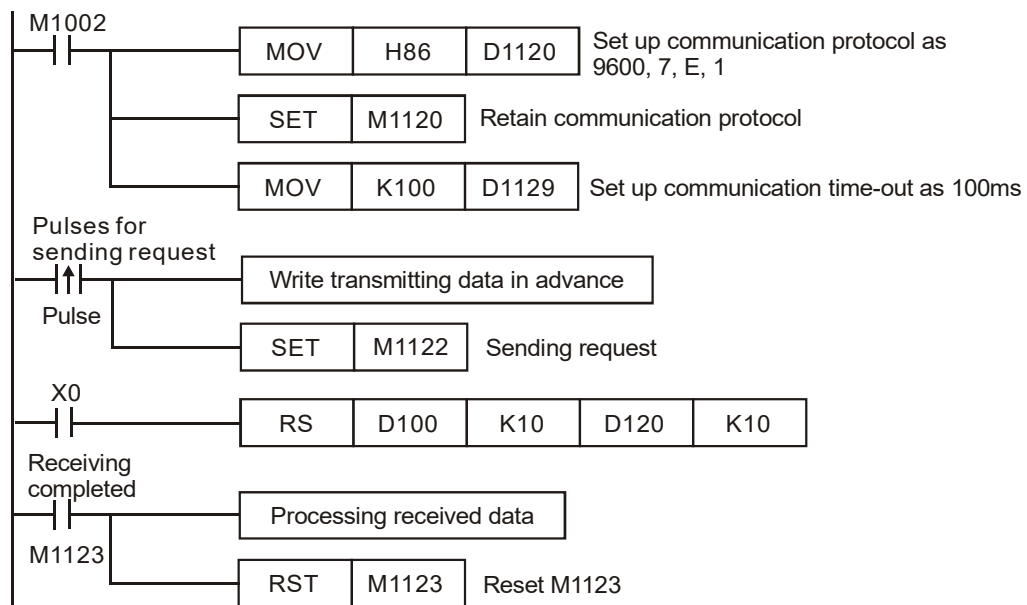 M1002
MOV H86 D1120 Set up communication protocol as
9600, 7, E, 1
SET M1120 Retain communication protocol
MOV K100 D1129 Set up communication time-out as 100ms
Pulses for
sending request
Write transmitting data in advance
Pulse
SET M1122 Sending request
X0
RS D100 K10 D120 K10
Receiving
completed
Processing received data
M1123
RST M1123 Reset M1123